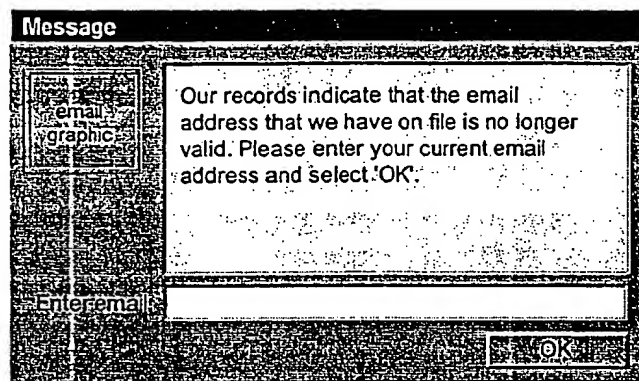 Message
email
graphic
Our records indicate that the email
address that we have on file is no longer
valid. Please enter your current email
address and select 'OK'.
Enter email:
OK